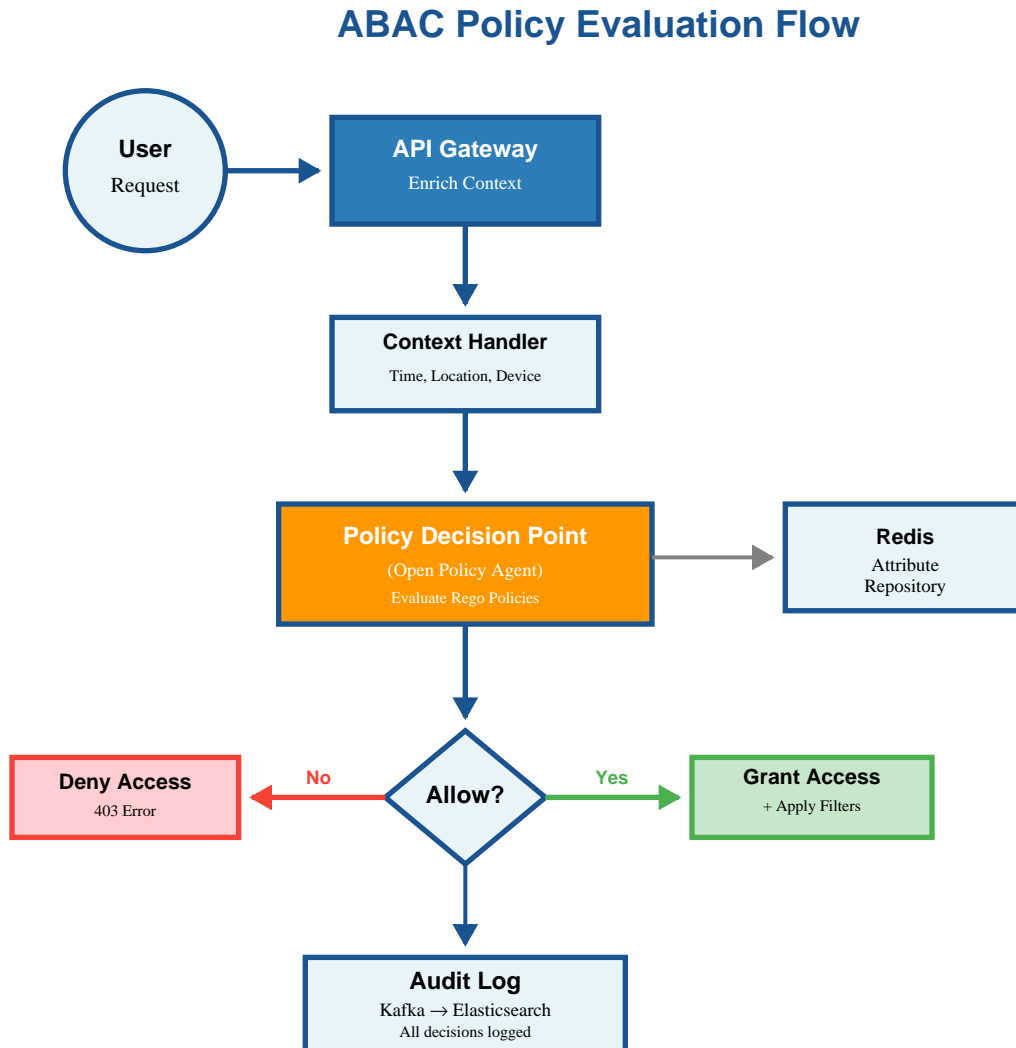 ABAC Policy Evaluation Flow
User
Request
API Gateway
Enrich Context
Context Handler
Time, Location, Device
Policy Decision Point
(Open Policy Agent)
Evaluate Rego Policies
Redis
Attribute
Repository
Deny Access
403 Error
No
Allow?
Yes
Grant Access
+ Apply Filters
Audit Log
Kafka → Elasticsearch
All decisions logged